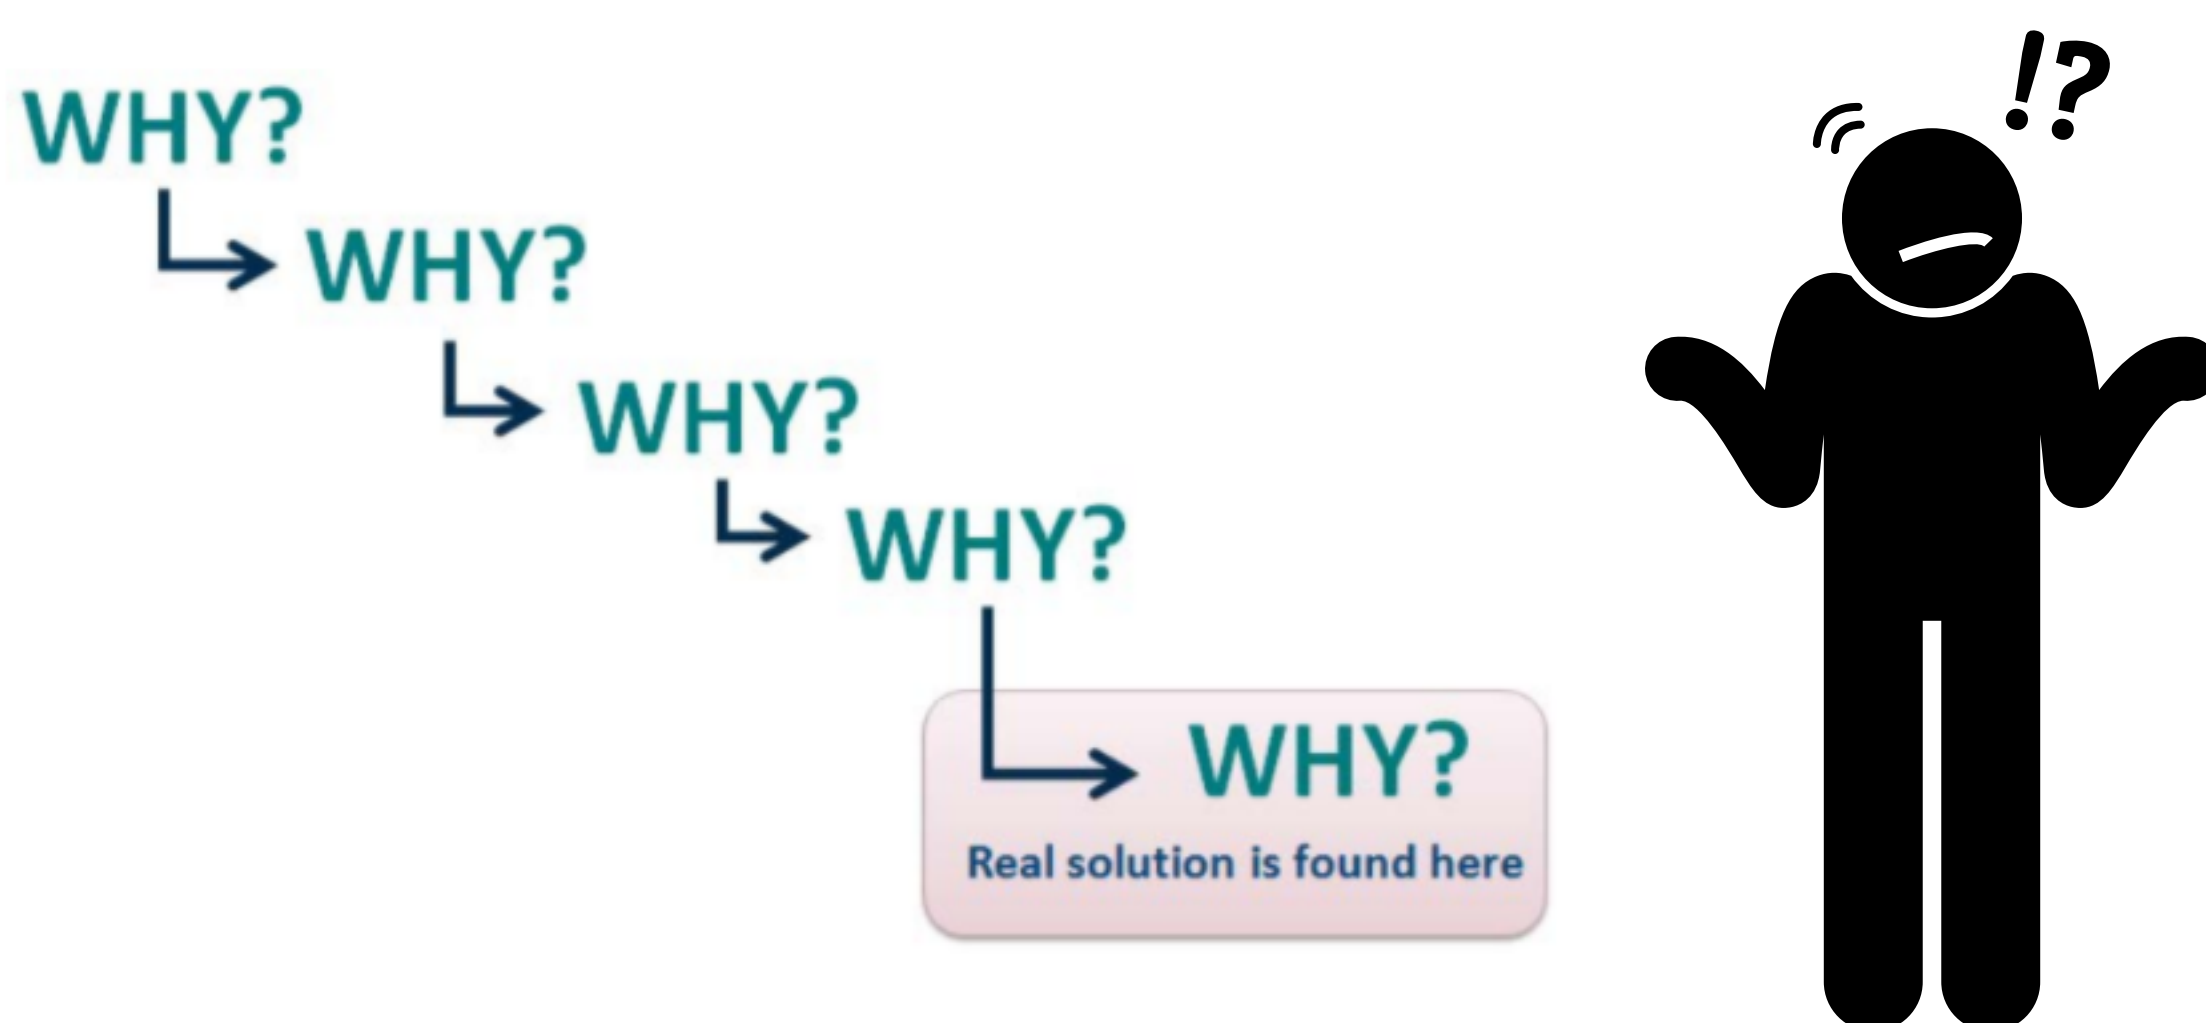 !?
WHY?
WHY?
WHY?
WHY?
WHY?
Real solution is found here